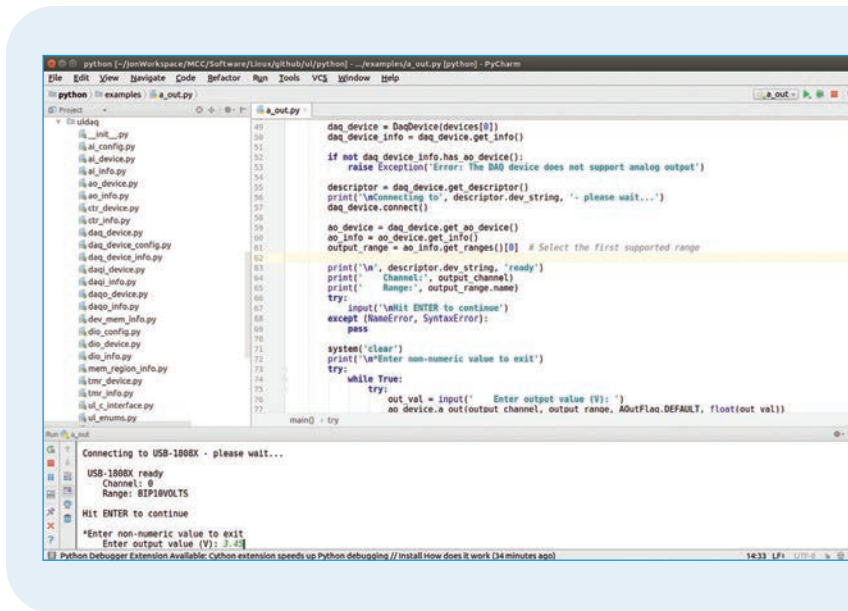 python [~/JonWorkspace/MCC/Software/Linux/github/ul/python] - .../examples/a_out.py [python] - PyCharm
File Edit View Navigate Code Refactor Run Tools VCS Window Help
python examples a_out.py
a_out
Project
a_out.py
uldaq
__init__.py
ai_config.py
ai_device.py
ai_info.py
ao_device.py
ao_info.py
ctr_device.py
ctr_info.py
daq_device.py
daq_device_config.py
daq_device_info.py
daqi_device.py
daqi_info.py
daqo_device.py
daqo_info.py
dev_mem_info.py
dio_config.py
dio_device.py
dio_info.py
mem_region_info.py
tmr_device.py
tmr_info.py
ul_c_interface.py
ul_enums.py
49 daq_device = DaqDevice(devices[0])
50 daq_device_info = daq_device.get_info()
51
52 if not daq_device_info.has_ao_device():
53 raise Exception('Error: The DAQ device does not support analog output')
54
55 descriptor = daq_device.get_descriptor()
56 print('\nConnecting to', descriptor.dev_string, '- please wait...')
57 daq_device.connect()
58
59 ao_device = daq_device.get_ao_device()
60 ao_info = ao_device.get_info()
61 output_range = ao_info.get_ranges()[0] # Select the first supported range
62
63 print('\n', descriptor.dev_string, 'ready')
64 print('    Channel:', output_channel)
65 print('    Range:', output_range.name)
66 try:
67 input('\nHit ENTER to continue')
68 except (NameError, SyntaxError):
69 pass
70
71 system('clear')
72 print('\n*Enter non-numeric value to exit')
73 try:
74 while True:
75 try:
76 out_val = input('    Enter output value (V): ')
77 ao_device.a_out(output_channel, output_range, AOutFlag.DEFAULT, float(out_val))
main() try
Run a_out
Connecting to USB-1808X - please wait...
USB-1808X ready
Channel: 0
Range: BIP10VOLTS
Hit ENTER to continue
*Enter non-numeric value to exit
Enter output value (V): 3.45
Python Debugger Extension Available: Cython extension speeds up Python debugging // Install How does it work (34 minutes ago)
14:33 LF÷ UTF-8